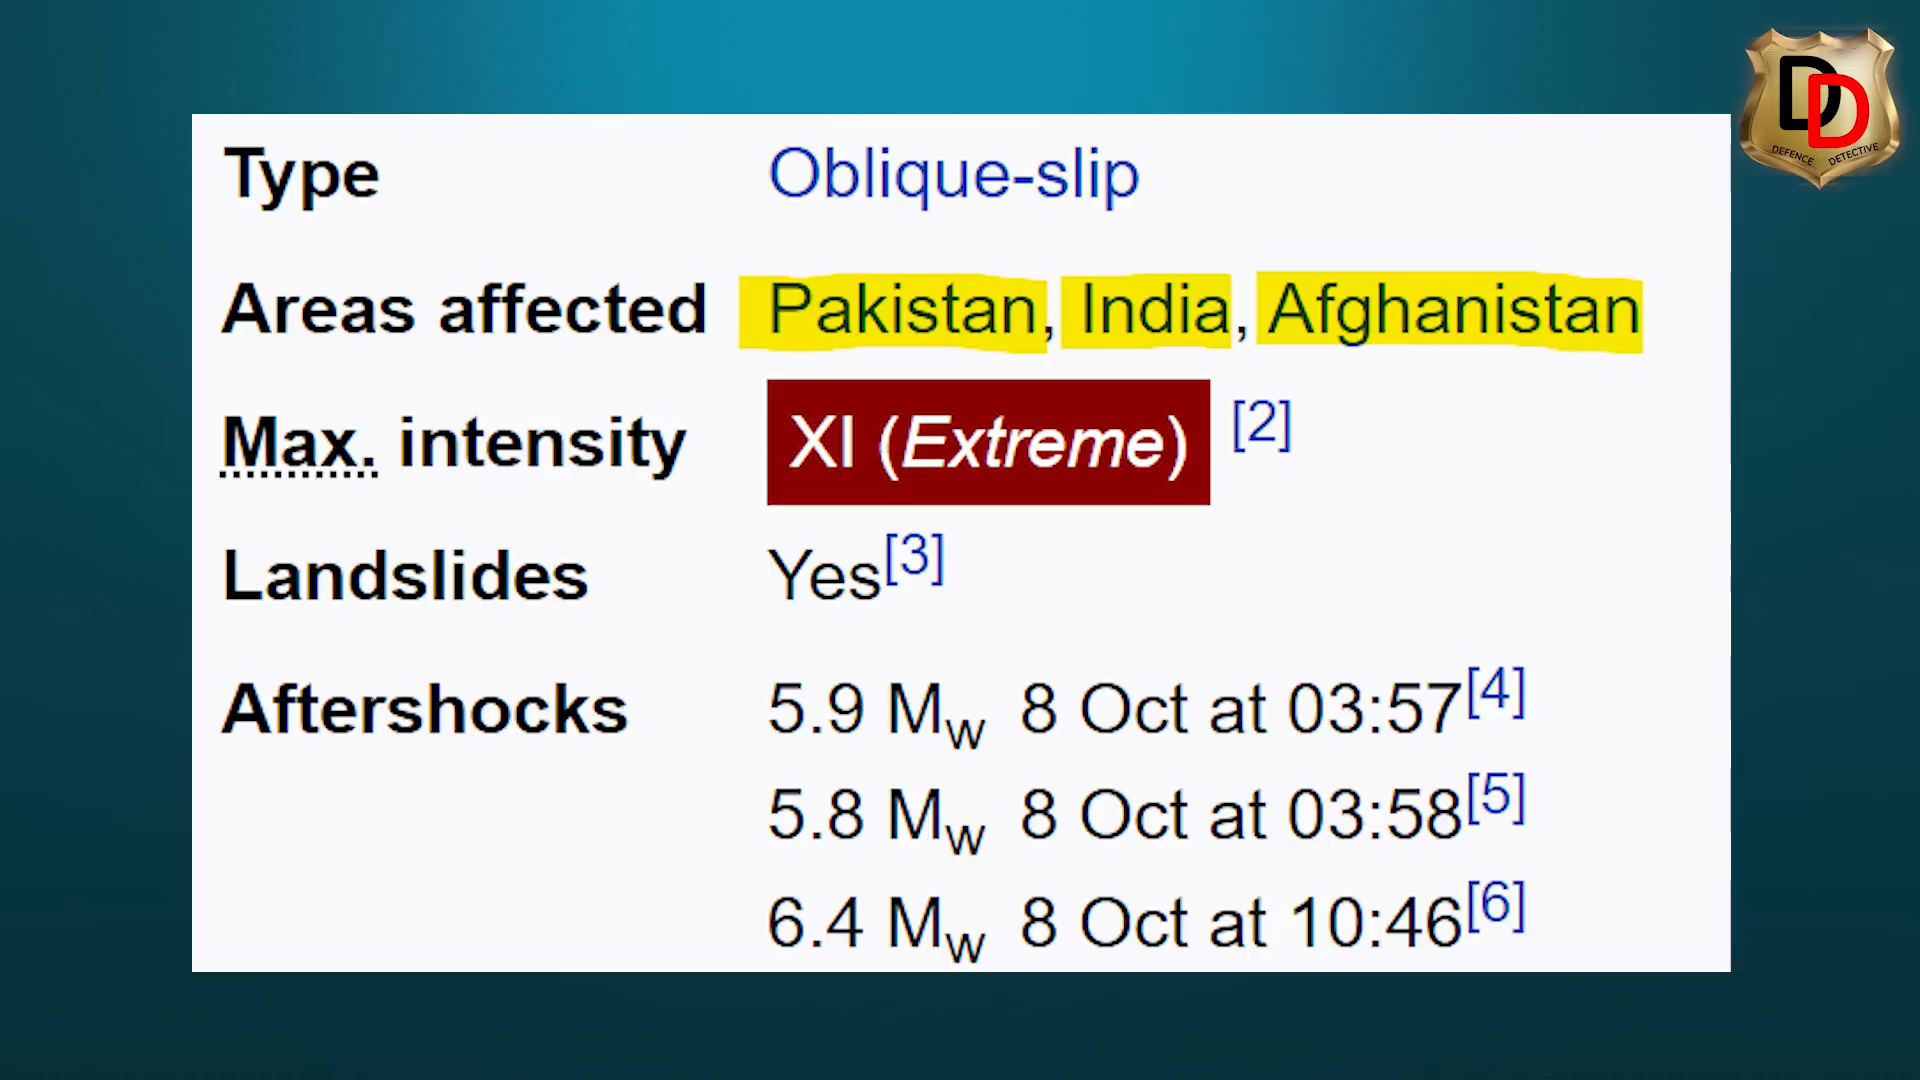 DD
DEFENCE DETECTIVE
Type Oblique-slip
Areas affected Pakistan, India, Afghanistan
Max. intensity XI (Extreme) [2]
Landslides Yes[3]
Aftershocks 5.9 Mw 8 Oct at 03:57[4]
5.8 Mw 8 Oct at 03:58[5]
6.4 Mw 8 Oct at 10:46[6]